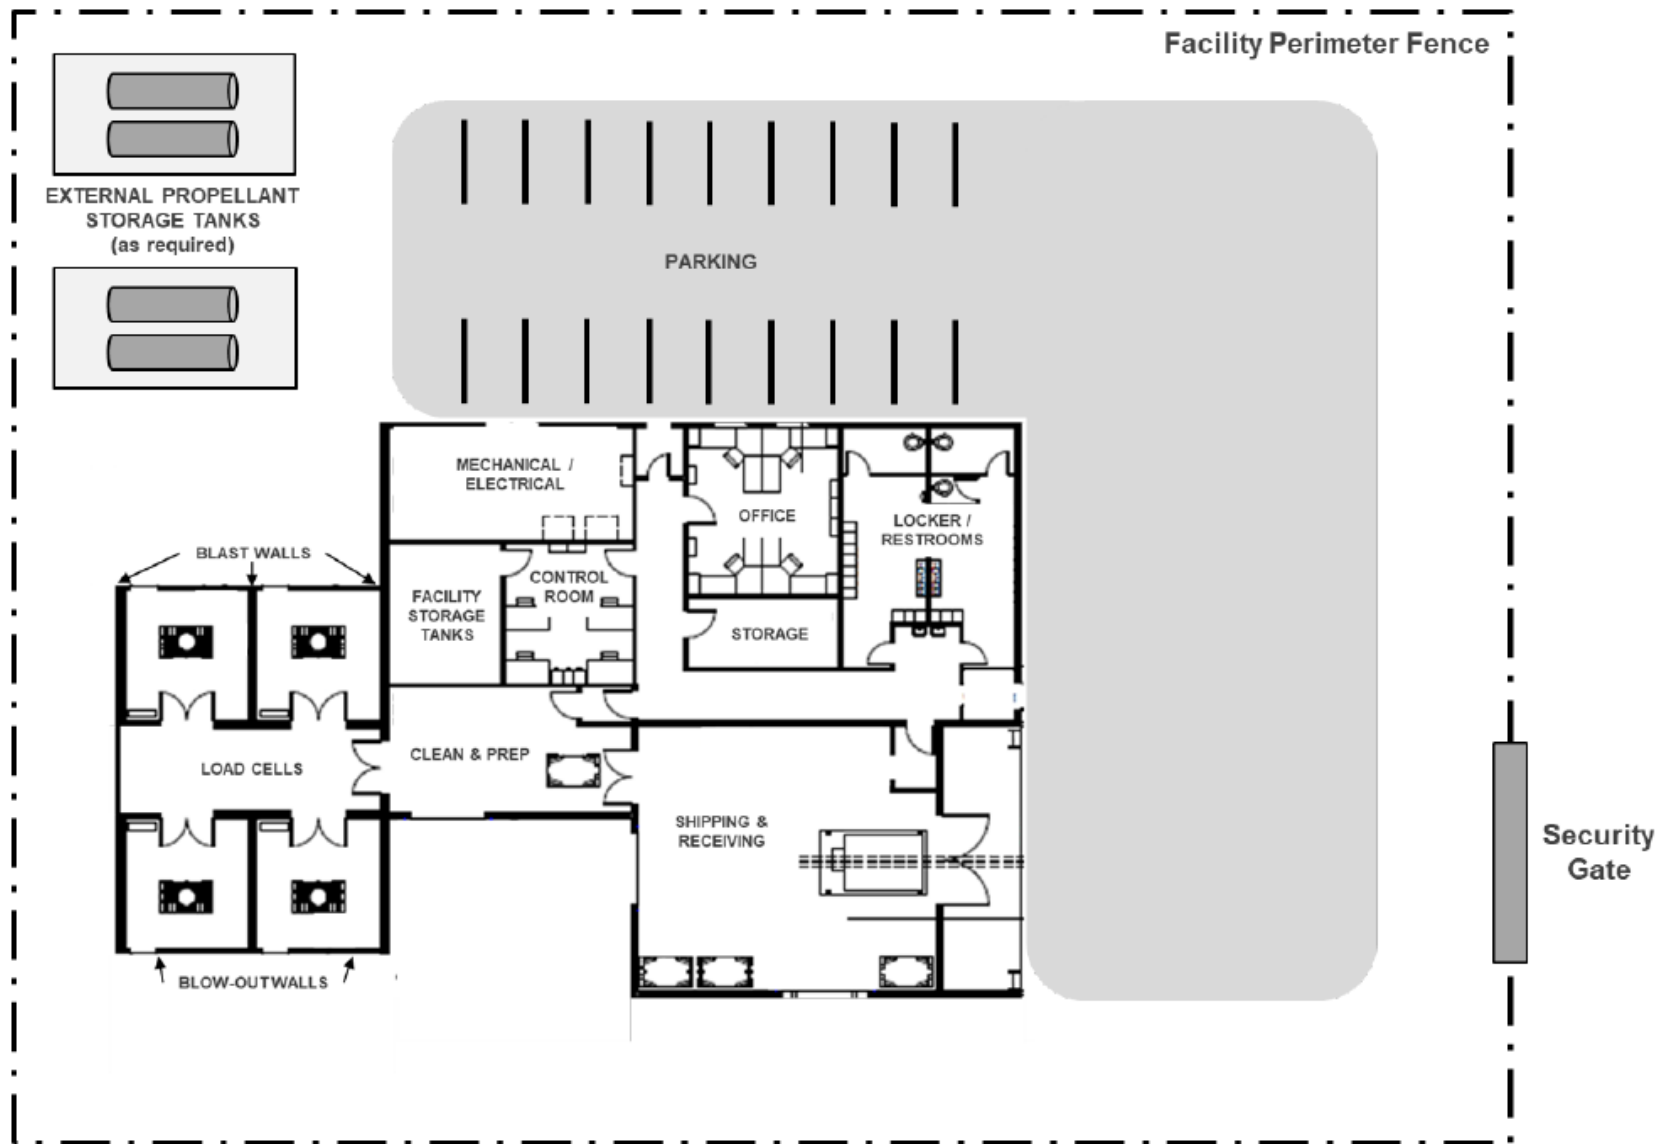 Facility Perimeter Fence
EXTERNAL PROPELLANT
STORAGE TANKS
(as required)
PARKING
MECHANICAL /
ELECTRICAL
OFFICE
LOCKER /
RESTROOMS
BLAST WALLS
CONTROL
ROOM
FACILITY
STORAGE
TANKS
STORAGE
CLEAN & PREP
LOAD CELLS
SHIPPING &
RECEIVING
Security
Gate
BLOW-OUTWALLS